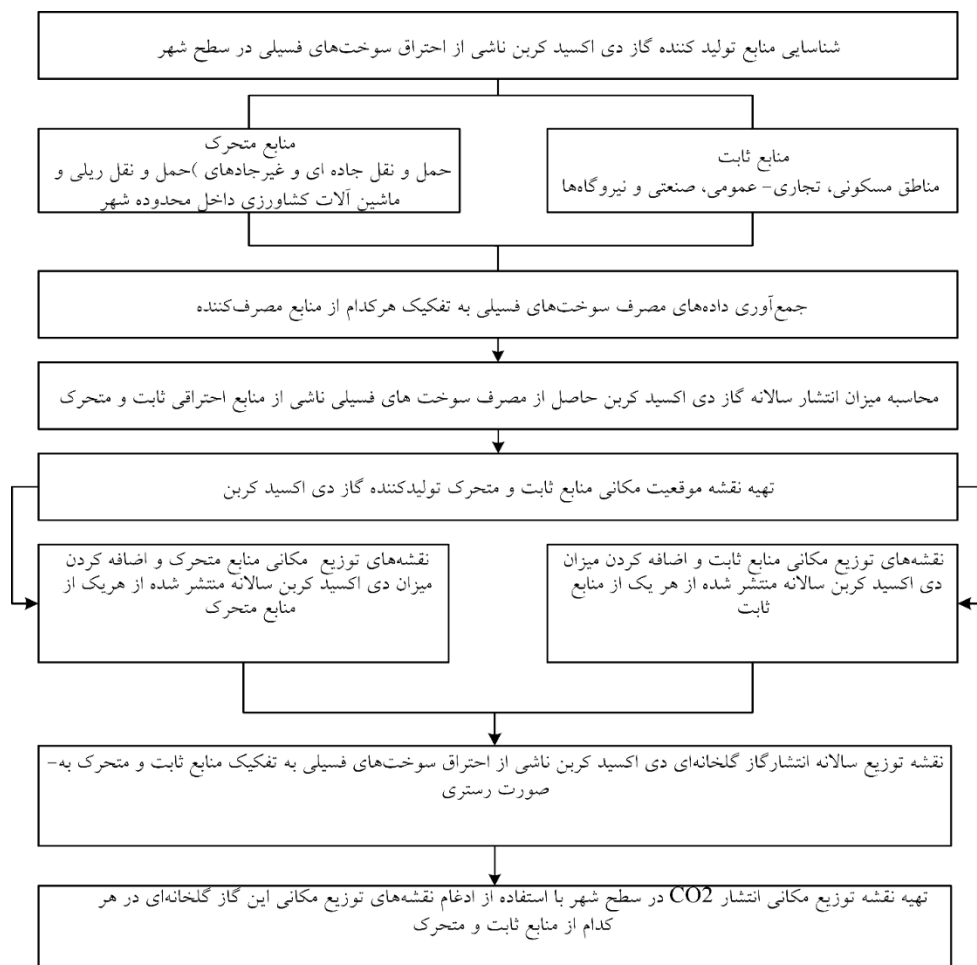 شناسایی منابع تولید کننده گاز دی اکسید کربن ناشی از احتراق سوخت‌های فسیلی در سطح شهر
منابع ثابت
مناطق مسکونی، تجاری- عمومی، صنعتی و نیروگاه‌ها
منابع متحرک
حمل و نقل جاده ای و غیرجاده‌ای )حمل و نقل ریلی و
ماشین آلات کشاورزی داخل محدوده شهر
جمع‌آوری داده‌های مصرف سوخت‌های فسیلی به تفکیک هرکدام از منابع مصرف‌کننده
محاسبه میزان انتشار سالانه گاز دی اکسید کربن حاصل از مصرف سوخت های فسیلی ناشی از منابع احتراقی ثابت و متحرک
تهیه نقشه موقعیت مکانی منابع ثابت و متحرک تولیدکننده گاز دی اکسید کربن
نقشه‌های توزیع مکانی منابع ثابت و اضافه کردن میزان
دی اکسید کربن سالانه منتشر شده از هر یک از منابع
ثابت
نقشه‌های توزیع مکانی منابع متحرک و اضافه کردن
میزان دی اکسید کربن سالانه منتشر شده از هریک از
منابع متحرک
نقشه توزیع سالانه انتشارگاز گلخانه‌ای دی اکسید کربن ناشی از احتراق سوخت‌های فسیلی به تفکیک منابع ثابت و متحرک به-
صورت رستری
تهیه نقشه توزیع مکانی انتشار CO2 در سطح شهر با استفاده از ادغام نقشه‌های توزیع مکانی این گاز گلخانه‌ای در هر
کدام از منابع ثابت و متحرک